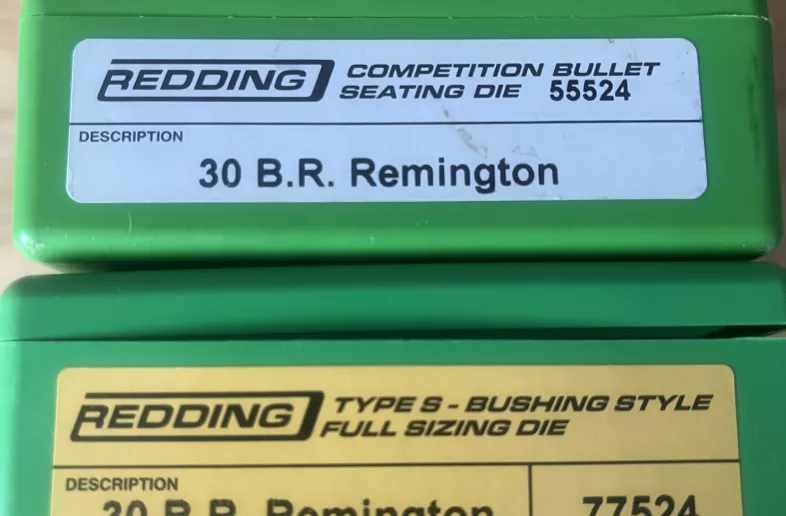 REDDING COMPETITION BULLET
SEATING DIE 55524
DESCRIPTION
30 B.R. Remington
REDDING TYPE S - BUSHING STYLE
FULL SIZING DIE
DESCRIPTION
30 B.R. Remington 77524